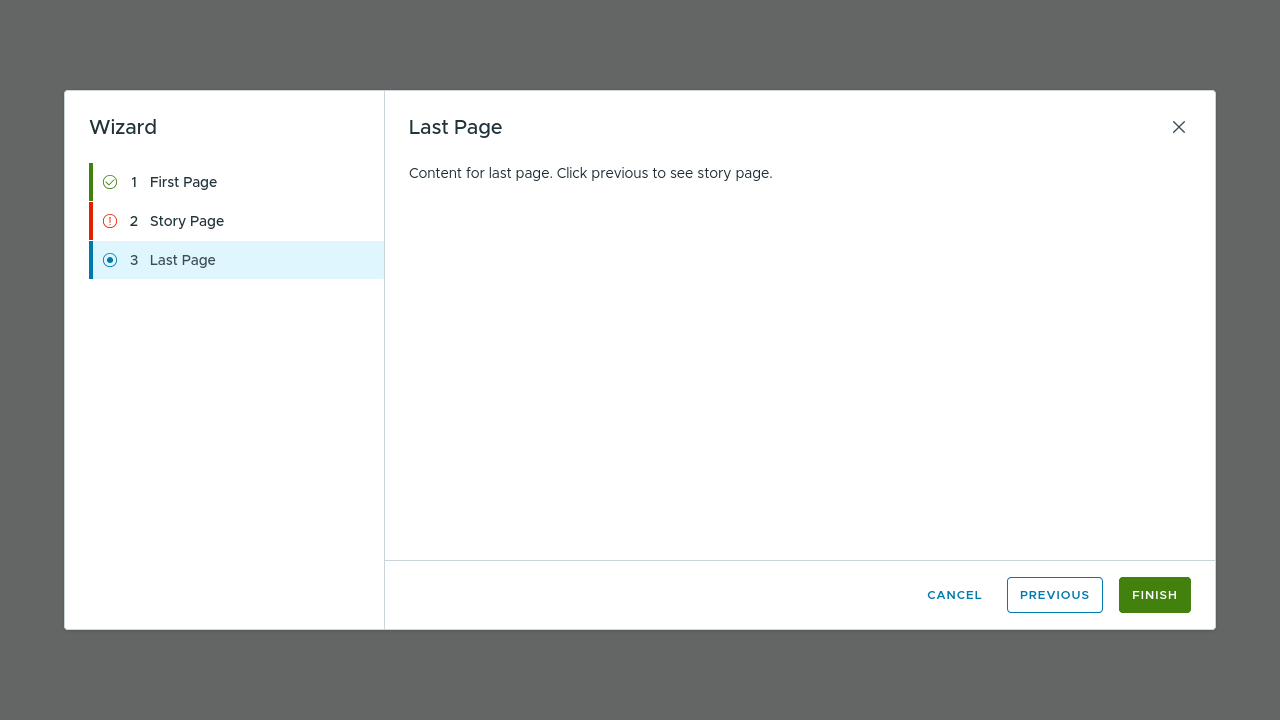 Wizard
1 First Page
2 Story Page
3 Last Page
Last Page
Content for last page. Click previous to see story page.
CANCEL PREVIOUS FINISH